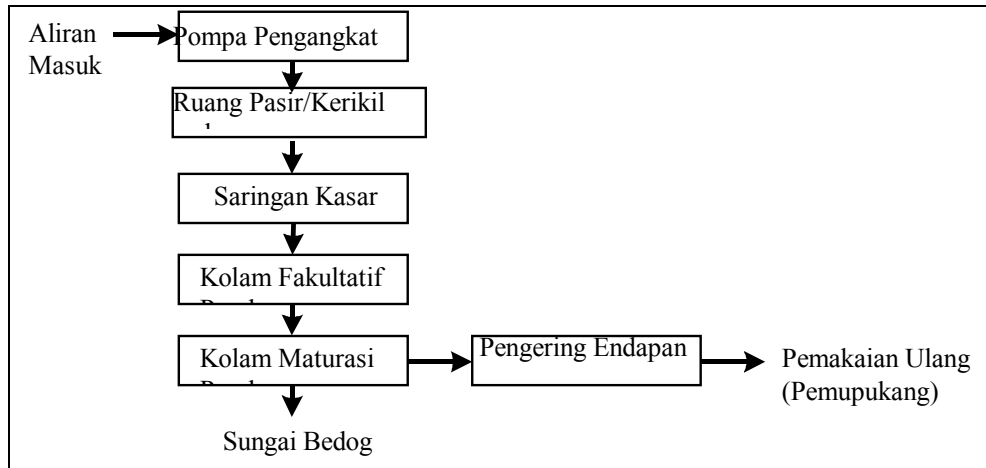 Aliran
Masuk
Pompa Pengangkat
Ruang Pasir/Kerikil
Saringan Kasar
Kolam Fakultatif
Kolam Maturasi
Pengering Endapan
Pemakaian Ulang
(Pemupukang)
Sungai Bedog